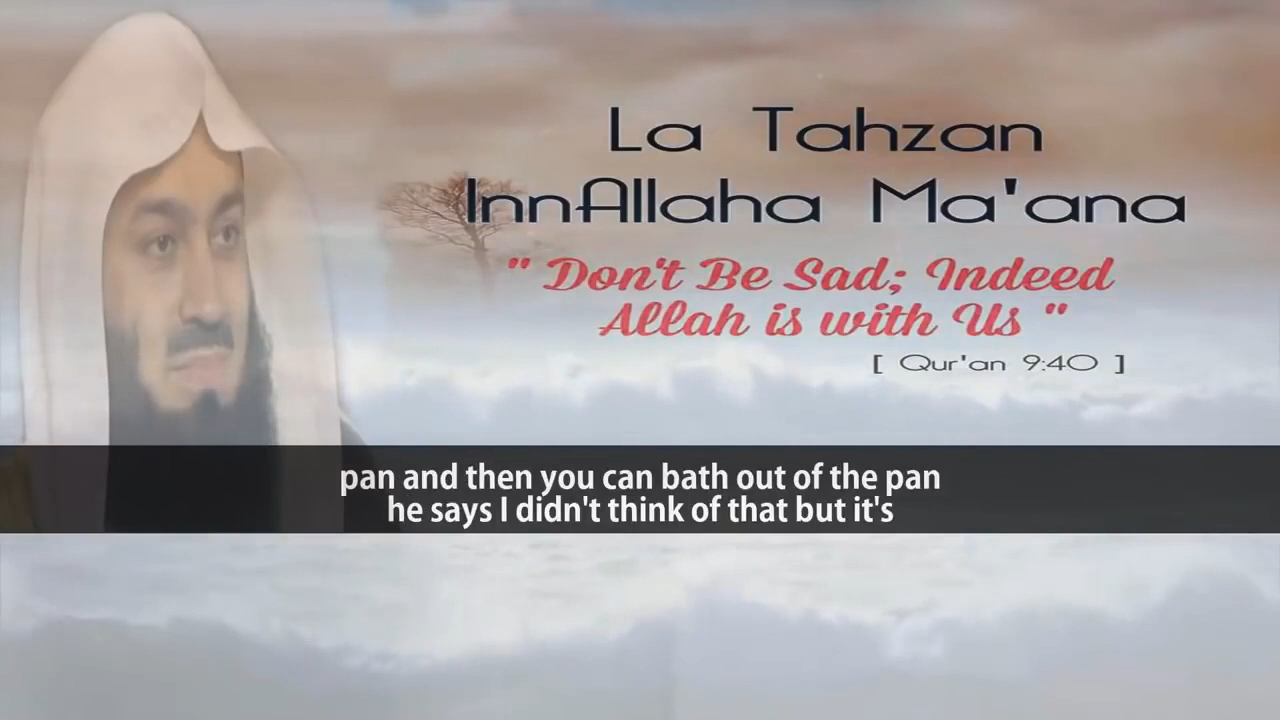 La Tahzan
InnAllaha Ma'ana
" Don't Be Sad; Indeed
Allah is with Us "
[ Qur'an 9:40 ]
pan and then you can bath out of the pan
he says I didn't think of that but it's